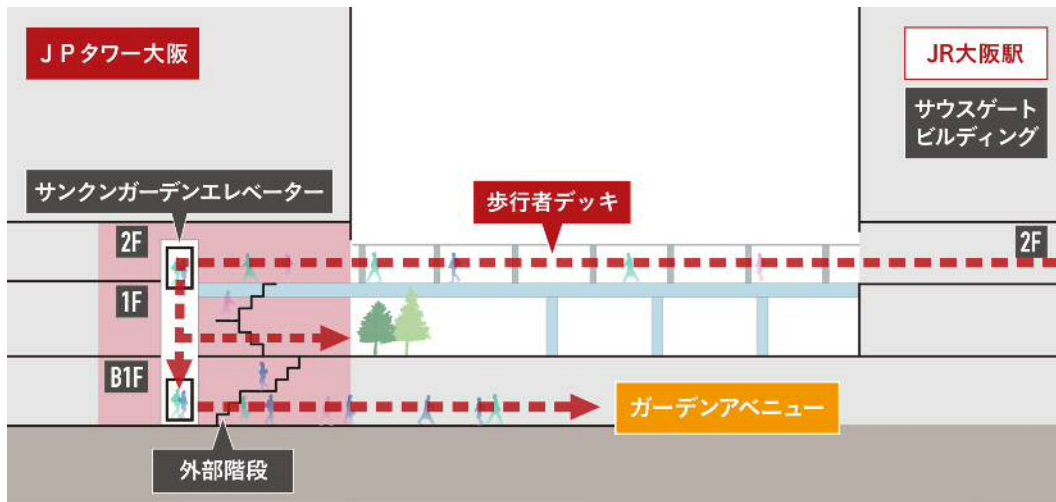 JPタワー大阪
JR大阪駅
サウスゲート
ビルディング
サンクンガーデンエレベーター
歩行者デッキ
2F
2F
1F
B1F
ガーデンアベニュー
外部階段